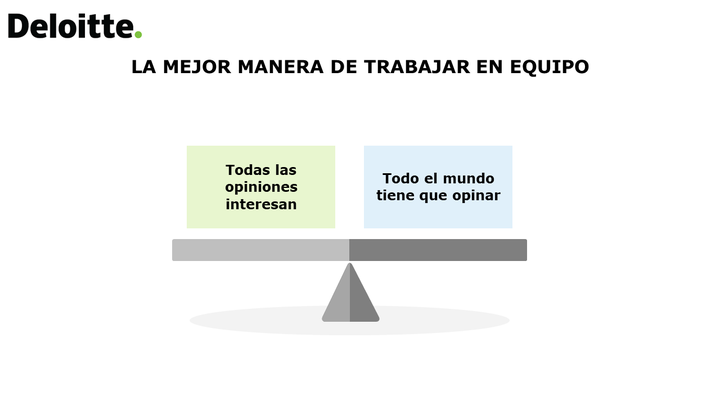 Deloitte.
LA MEJOR MANERA DE TRABAJAR EN EQUIPO
Todas las
opiniones
interesan
Todo el mundo
tiene que opinar